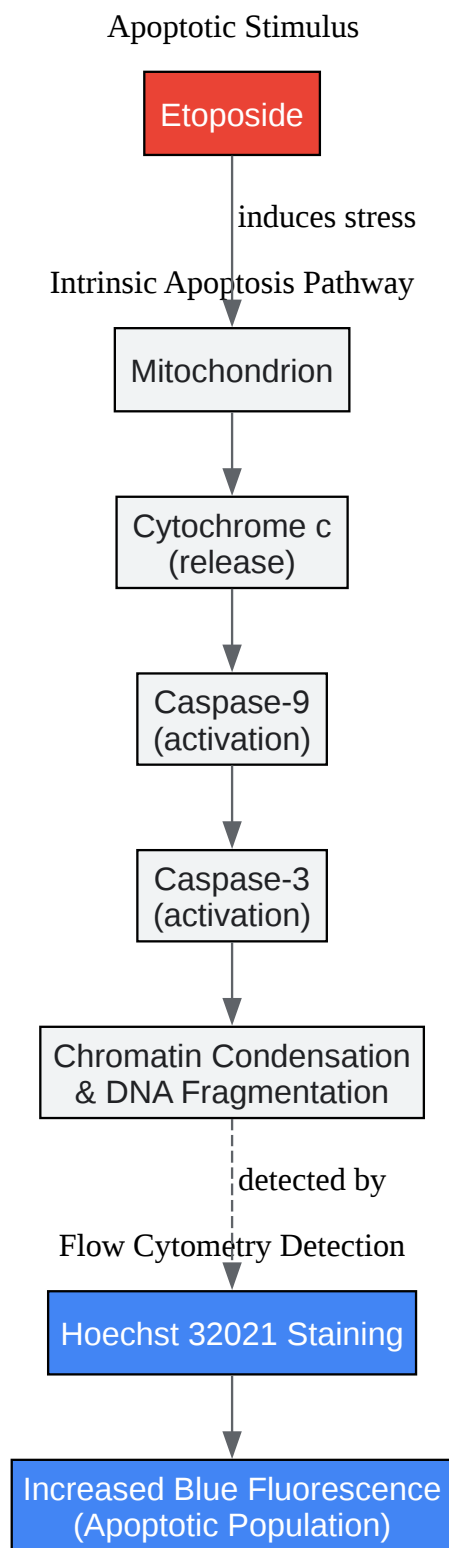 Apoptotic Stimulus
Etoposide
induces stress
Intrinsic Apoptosis Pathway
Mitochondrion
Cytochrome c
(release)
Caspase-9
(activation)
Caspase-3
(activation)
Chromatin Condensation
& DNA Fragmentation
detected by
Flow Cytometry Detection
Hoechst 32021 Staining
Increased Blue Fluorescence
(Apoptotic Population)